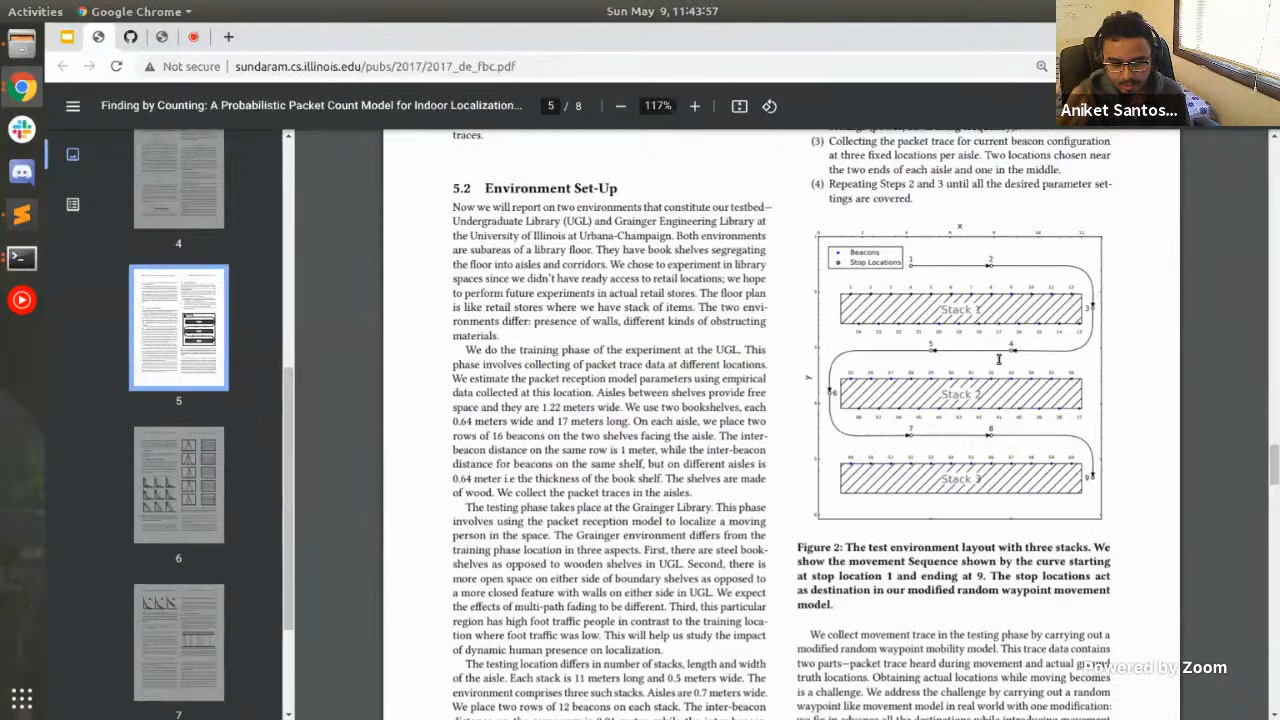 Activities
Google Chrome
Sun May 9, 11:43:57
Not secure
sundaram.cs.illinois.edu/pubs/2017/2017_de_fbc.pdf
Finding by Counting: A Probabilistic Packet Count Model for Indoor Localization...
5 / 8
117%
Aniket Santos...
4
5
6
7
traces.
5.2 Environment Set-Up
Now we will report on two environments that constitute our testbed—
Undergraduate Library (UGL) and Grainger Engineering Library at
the University of Illinois at Urbana-Champaign. Both environments
are subareas of a library floor. They have book shelves segregating
the floor into aisles and corridors. We chose to experiment in library
spaces since we didn't have ready access to retail locations; we hope
to perform future experiments in actual retail stores. The floor plan
is like retail stores where we have stack of items. The two envi-
ronments differ presence of walls, different kinds of obstructing
materials.
We do the training phase of the experiment at the UGL. This
phase involves collecting of packet trace data at different locations.
We estimate the packet reception model parameters using empirical
data collected at this location. Aisles between shelves provide free
space and they are 1.22 meters wide. We use two bookshelves, each
0.64 meters wide and 17 meters long. On each aisle, we place two
rows of 16 beacons on the two shelves facing the aisle. The inter-
beacon distance on the same row is 1 meter, while the inter-beacon
distance for beacons on the same shelf, but on different aisles is
0.64 meter i.e the thickness of the book shelf. The shelves are made
of wood. We collect the packet traces in the aisles.
The testing phase takes place at the Grainger Library. This phase
involves using the packet reception model to localize a moving
person in the space. The Grainger environment differs from the
training phase location in three aspects. First, there are steel book-
shelves as opposed to wooden shelves in UGL. Second, there is
more open space on either side of boundary shelves as opposed to
a more closed feature with walls on either side in UGL. We expect
the effects of multi-path fading to be different. Third, this particular
region has high foot traffic people in contrast to the training loca-
tion where foot traffic was low. This will help us study the impact
of dynamic human presence on localization.
The testing location differs in number of stacks, length and width
of the aisle. Each stack is 11 meters long and 0.5 meters wide. The
environment comprises three such stacks. Aisles are 0.7 meters wide.
We place two rows of 12 beacons on each stack. The inter-beacon
(3) Collecting the packet trace for current beacon configuration
at three fixed locations per aisle. Two locations chosen near
the two ends of each aisle and one in the middle.
(4) Repeating Steps 2 and 3 until all the desired parameter set-
tings are covered.
x
Beacons
Stop Locations
1
2
Stack 1
3
5
4
y
Stack 2
6
7
8
Stack 3
9
Figure 2: The test environment layout with three stacks. We
show the movement Sequence shown by the curve starting
at stop location 1 and ending at 9. The stop locations act
as destination in our modified random waypoint movement
model.
We collect movement trace in the testing phase by carrying out a
modified random waypoint mobility model. This trace data contains
two parts—packet trace heard during movement and actual ground
truth locations. Obtaining actual locations while moving becomes
is a challenge. We address the challenge by carrying out a random
waypoint like movement model in real world with one modification:
Powered by Zoom